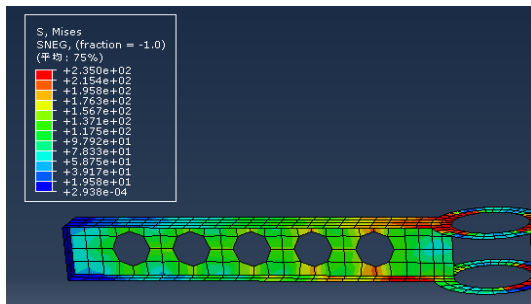 S, Mises
SNEG, (fraction = -1.0)
(平均: 75%)
+2.350e+02
+2.154e+02
+1.958e+02
+1.763e+02
+1.567e+02
+1.371e+02
+1.175e+02
+9.792e+01
+7.833e+01
+5.875e+01
+3.917e+01
+1.958e+01
+2.938e-04